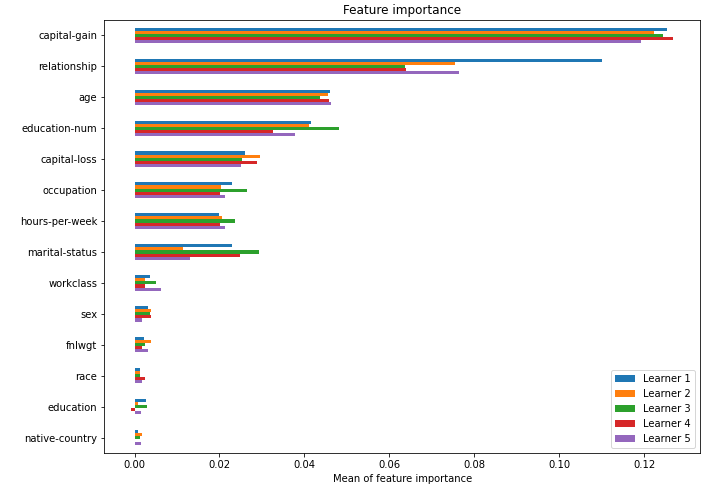 Feature importance
capital-gain
relationship
age
education-num
capital-loss
occupation
hours-per-week
marital-status
workclass
sex
fnlwgt
race
education
native-country
Learner 1
Learner 2
Learner 3
Learner 4
Learner 5
0.00 0.02 0.04 0.06 0.08 0.10 0.12
Mean of feature importance